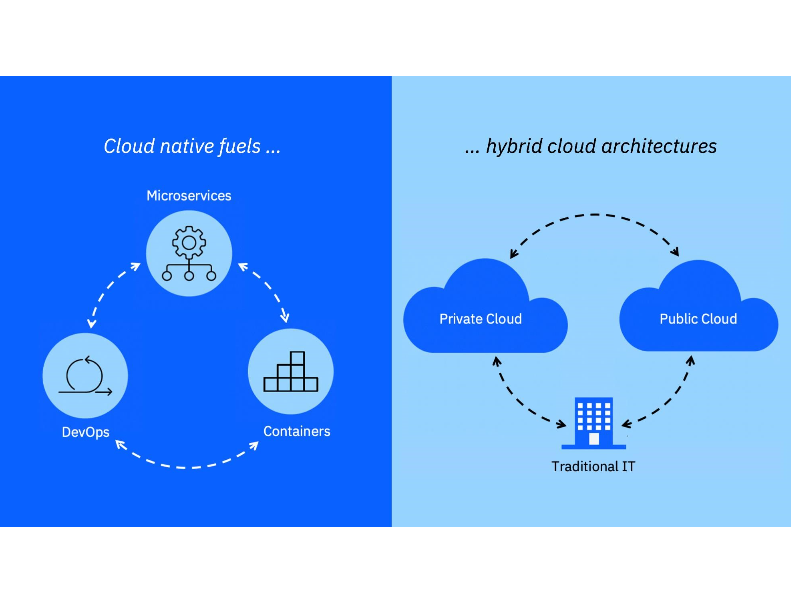 Cloud native fuels ...
Microservices
DevOps
Containers
... hybrid cloud architectures
Private Cloud
Public Cloud
Traditional IT